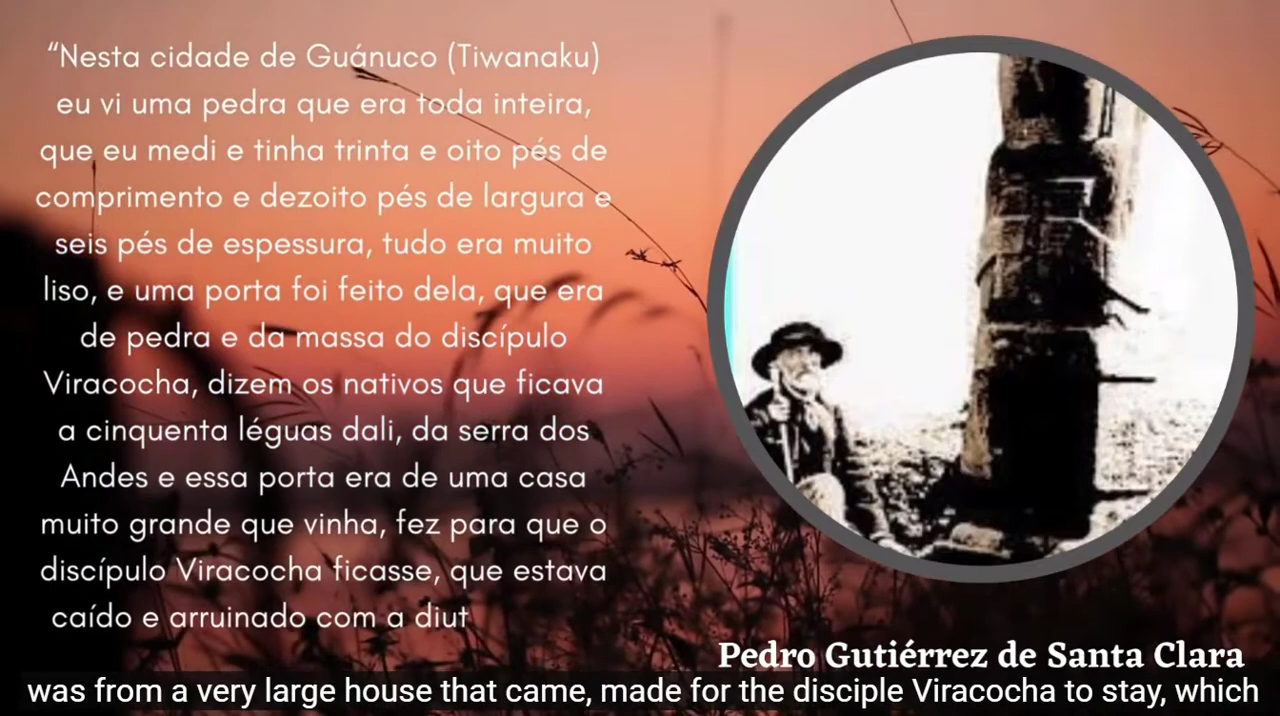 “Nesta cidade de Guánuco (Tiwanaku)
eu vi uma pedra que era toda inteira,
que eu medi e tinha trinta e oito pés de
comprimento e dezoito pés de largura e
seis pés de espessura, tudo era muito
liso, e uma porta foi feito dela, que era
de pedra e da massa do discípulo
Viracocha, dizem os nativos que ficava
a cinquenta léguas dali, da serra dos
Andes e essa porta era de uma casa
muito grande que vinha, fez para que o
discípulo Viracocha ficasse, que estava
caído e arruinado com a diut
Pedro Gutiérrez de Santa Clara
was from a very large house that came, made for the disciple Viracocha to stay, which